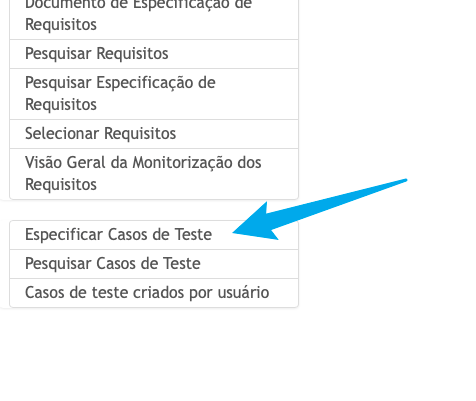 Documento de Especificação de
Requisitos
Pesquisar Requisitos
Pesquisar Especificação de
Requisitos
Selecionar Requisitos
Visão Geral da Monitorização dos
Requisitos
Especificar Casos de Teste
Pesquisar Casos de Teste
Casos de teste criados por usuário